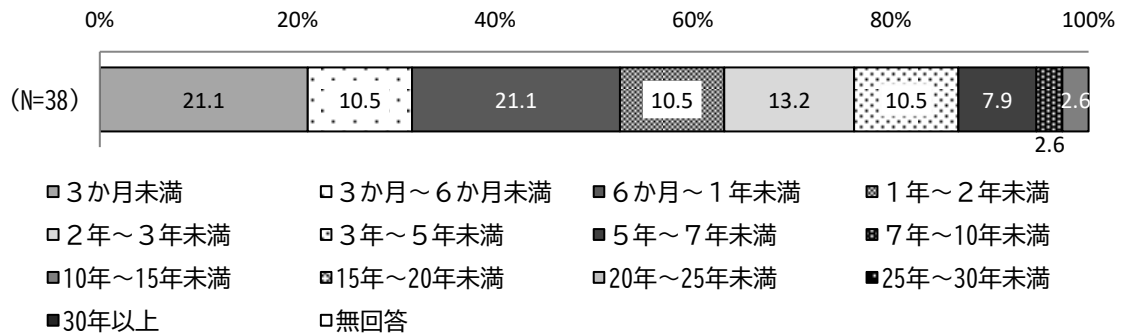 0% 20% 40% 60% 80% 100%
(N=38) 21.1 10.5 21.1 10.5 13.2 10.5 7.9 2.6
2.6
■３か月未満 □３か月～６か月未満 ■６か月～１年未満 ■１年～２年未満
□２年～３年未満 □３年～５年未満 ■５年～７年未満 ■７年～10年未満
■10年～15年未満 ■15年～20年未満 □20年～25年未満 ■25年～30年未満
■30年以上 □無回答